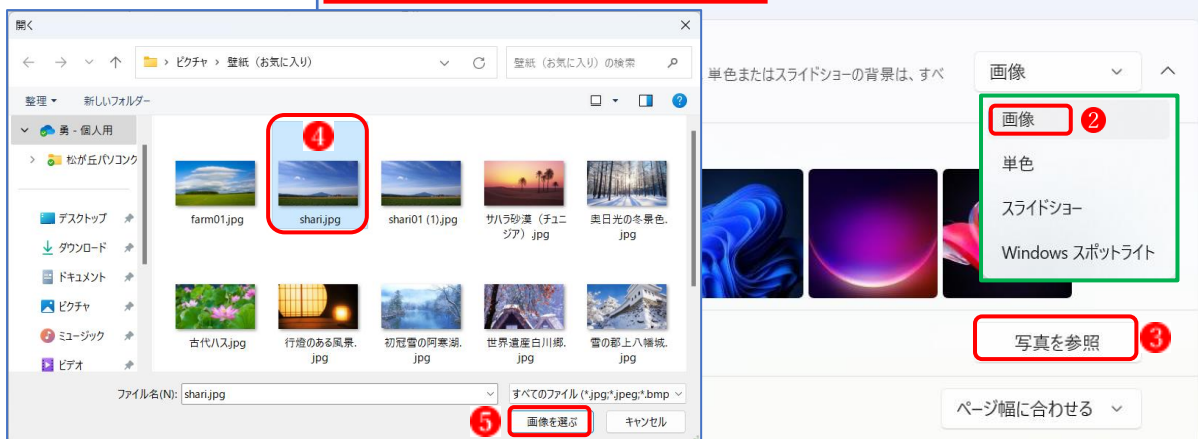 開く
ピクチャ › 壁紙（お気に入り）
壁紙（お気に入り）の検索
整理
新しいフォルダー
勇 - 個人用
松が丘パソコンク
デスクトップ
ダウンロード
ドキュメント
ピクチャ
ミュージック
ビデオ
4
farm01.jpg
shari.jpg
shari01 (1).jpg
サハラ砂漠（チュニ
ジア）.jpg
奥日光の冬景色.
jpg
古代ハス.jpg
行燈のある風景.
jpg
初冠雪の阿寒湖.
jpg
世界遺産白川郷.
jpg
雪の郡上八幡城.
jpg
ファイル名(N):
shari.jpg
すべてのファイル (*.jpg;*.jpeg;*.bmp
5
画像を選ぶ
キャンセル
単色またはスライドショーの背景は、すべ
画像
画像
2
単色
スライドショー
Windows スポットライト
写真を参照
3
ページ幅に合わせる